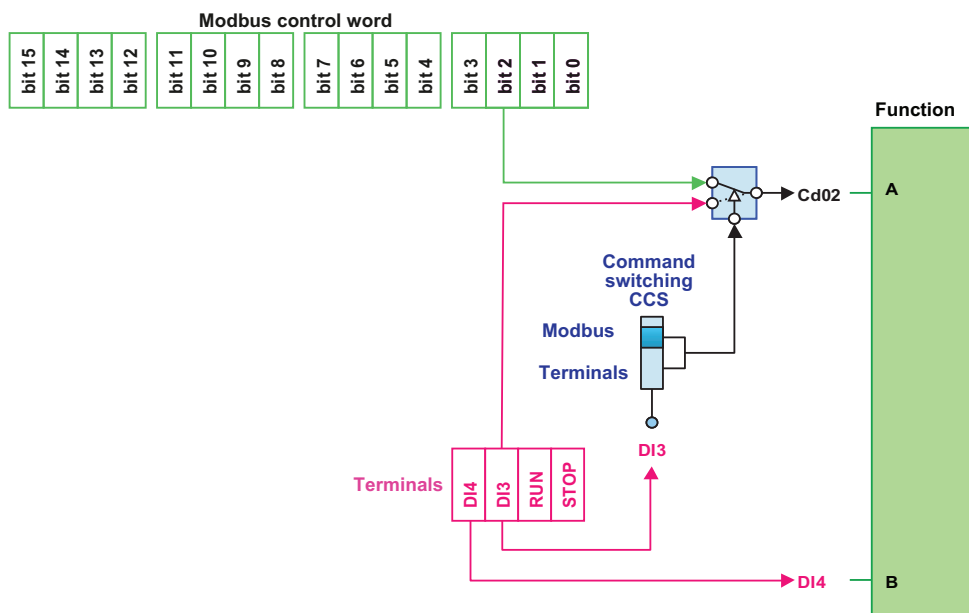 Modbus control word
bit 15
bit 14
bit 13
bit 12
bit 11
bit 10
bit 9
bit 8
bit 7
bit 6
bit 5
bit 4
bit 3
bit 2
bit 1
bit 0
Function
Cd02
A
Command
switching
CCS
Modbus
Terminals
DI3
Terminals
DI4
DI3
RUN
STOP
DI4
B